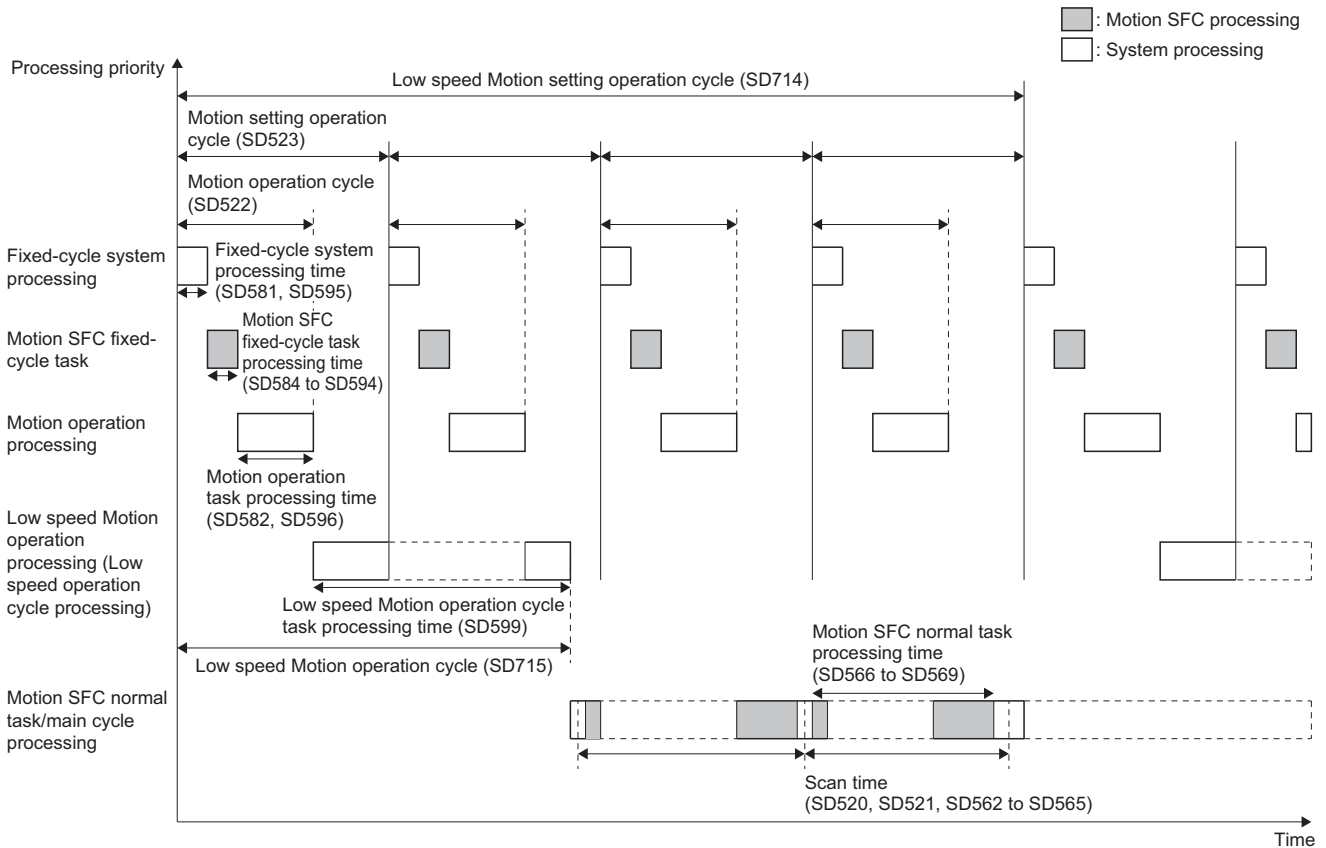 : Motion SFC processing
: System processing
Processing priority
Low speed Motion setting operation cycle (SD714)
Motion setting operation
cycle (SD523)
Motion operation cycle
(SD522)
Fixed-cycle system
processing
Fixed-cycle system
processing time
(SD581, SD595)
Motion SFC fixed-
cycle task
Motion SFC
fixed-cycle task
processing time
(SD584 to SD594)
Motion operation
processing
Motion operation
task processing time
(SD582, SD596)
Low speed Motion
operation
processing (Low
speed operation
cycle processing)
Low speed Motion operation cycle
task processing time (SD599)
Low speed Motion operation cycle (SD715)
Motion SFC normal task
processing time
(SD566 to SD569)
Motion SFC normal
task/main cycle
processing
Scan time
(SD520, SD521, SD562 to SD565)
Time